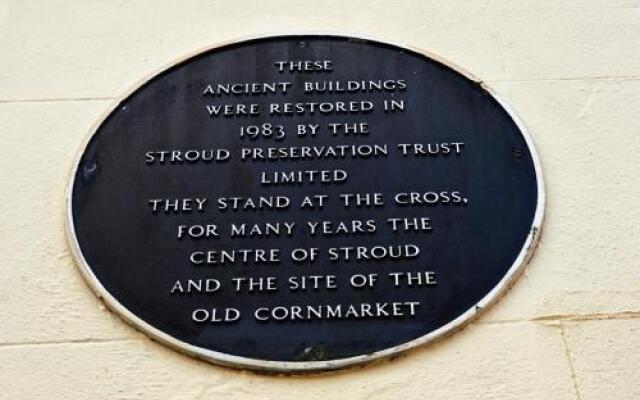 THESE
ANCIENT BUILDINGS
WERE RESTORED IN
1983 BY THE
STROUD PRESERVATION TRUST
LIMITED
THEY STAND AT THE CROSS,
FOR MANY YEARS THE
CENTRE OF STROUD
AND THE SITE OF THE
OLD CORNMARKET